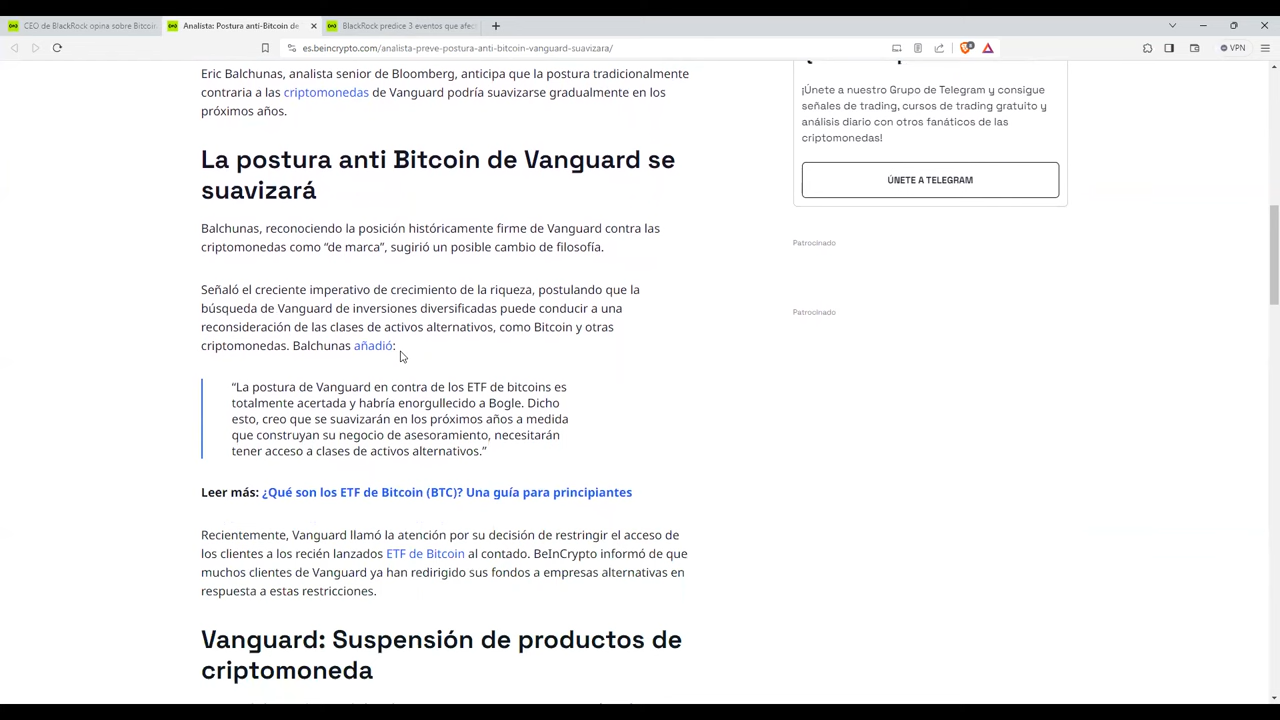 CEO de BlackRock opina sobre Bitcoin
Analista: Postura anti-Bitcoin de
BlackRock predice 3 eventos que afec
es.beincrypto.com/analista-preve-postura-anti-bitcoin-vanguard-suavizara/
VPN
Eric Balchunas, analista senior de Bloomberg, anticipa que la postura tradicionalmente
contraria a las criptomonedas de Vanguard podría suavizarse gradualmente en los
próximos años.
La postura anti Bitcoin de Vanguard se
suavizará
Balchunas, reconociendo la posición históricamente firme de Vanguard contra las
criptomonedas como “de marca”, sugirió un posible cambio de filosofía.
Señaló el creciente imperativo de crecimiento de la riqueza, postulando que la
búsqueda de Vanguard de inversiones diversificadas puede conducir a una
reconsideración de las clases de activos alternativos, como Bitcoin y otras
criptomonedas. Balchunas añadió:
“La postura de Vanguard en contra de los ETF de bitcoins es
totalmente acertada y habría enorgullecido a Bogle. Dicho
esto, creo que se suavizarán en los próximos años a medida
que construyan su negocio de asesoramiento, necesitarán
tener acceso a clases de activos alternativos.”
Leer más: ¿Qué son los ETF de Bitcoin (BTC)? Una guía para principiantes
Recientemente, Vanguard llamó la atención por su decisión de restringir el acceso de
los clientes a los recién lanzados ETF de Bitcoin al contado. BeInCrypto informó de que
muchos clientes de Vanguard ya han redirigido sus fondos a empresas alternativas en
respuesta a estas restricciones.
Vanguard: Suspensión de productos de
criptomoneda
¡Únete a nuestro Grupo de Telegram y consigue
señales de trading, cursos de trading gratuito y
análisis diario con otros fanáticos de las
criptomonedas!
ÚNETE A TELEGRAM
Patrocinado
Patrocinado